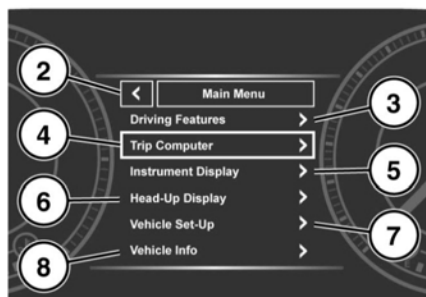 2
< Main Menu
3
Driving Features >
4
Trip Computer >
Instrument Display >
5
6
Head-Up Display >
Vehicle Set-Up >
7
8
Vehicle Info >